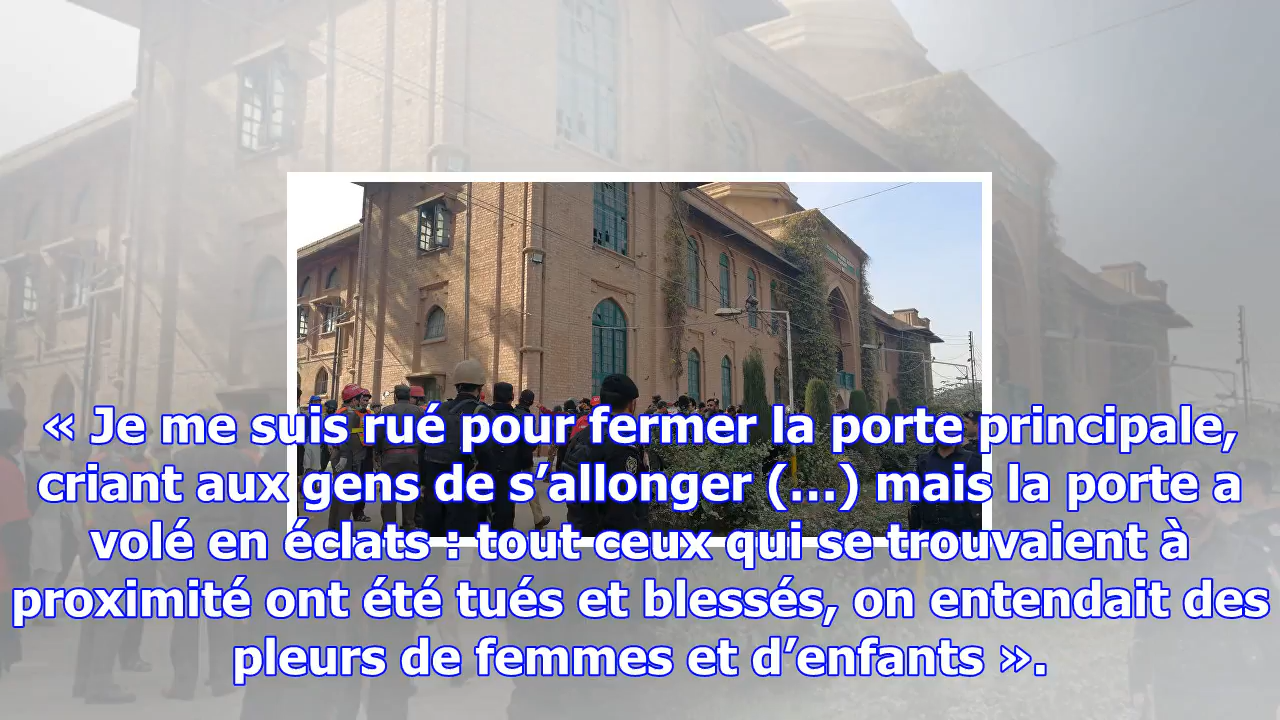 « Je me suis rué pour fermer la porte principale,
criant aux gens de s’allonger (...) mais la porte a
volé en éclats : tout ceux qui se trouvaient à
proximité ont été tués et blessés, on entendait des
pleurs de femmes et d’enfants ».